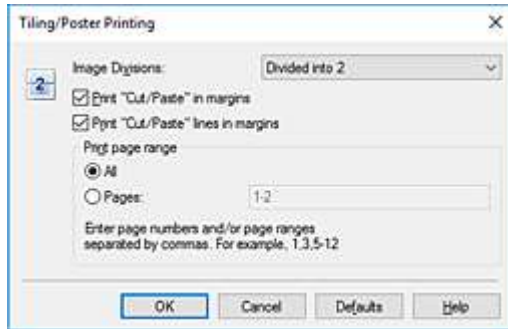 Tiling/Poster Printing
Image Divisions: Divided into 2
2
Print "Cut/Paste" in margins
Print "Cut/Paste" lines in margins
Print page range
All
Pages: 1-2
Enter page numbers and/or page ranges
separated by commas. For example, 1,3,5-12
OK Cancel Defaults Help